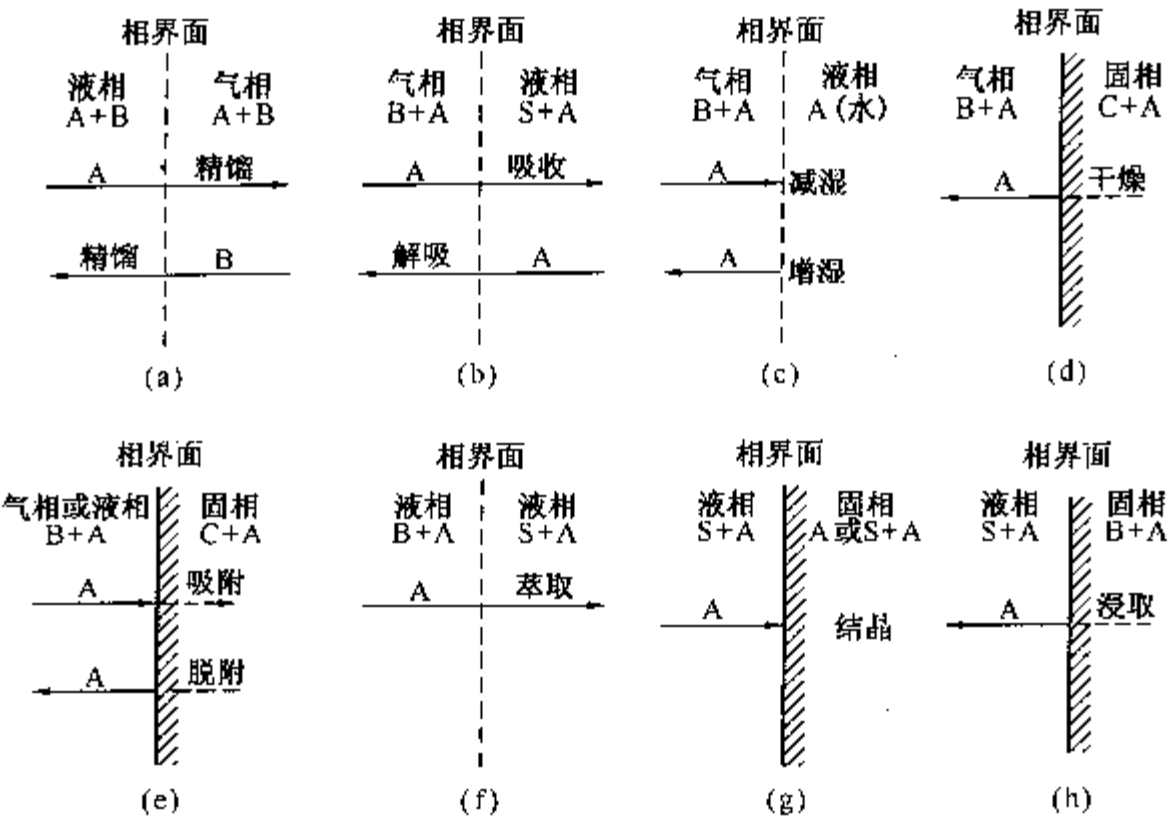 相界面
液相 气相
A+B A+B
A 精馏
精馏 B
(a)
相界面
气相 液相
B+A S+A
A 吸收
解吸 A
(b)
相界面
气相 液相
B+A A(水)
A 减湿
A 增湿
(c)
相界面
气相 固相
B+A C+A
A 干燥
(d)
相界面
气相或液相 固相
B+A C+A
A 吸附
A 脱附
(e)
相界面
液相 液相
B+A S+A
A 萃取
(f)
相界面
液相 固相
S+A A或S+A
A 结晶
(g)
相界面
液相 固相
S+A B+A
A 浸取
(h)